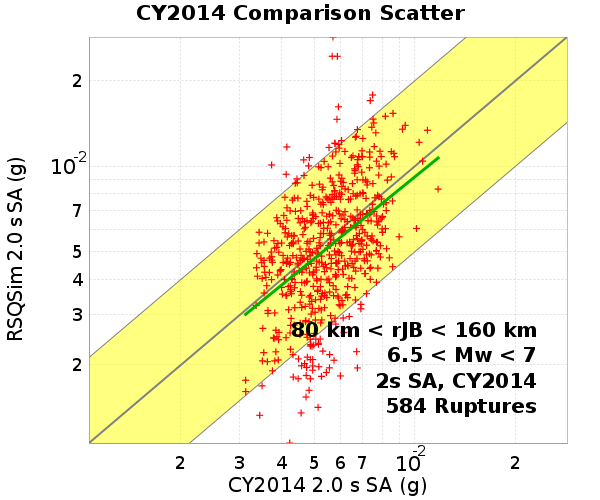 CY2014 Comparison Scatter
RSQSim 2.0 s SA (g)
2
10-2
7
5
4
3
2
80 km < rJB < 160 km
6.5 < Mw < 7
2s SA, CY2014
584 Ruptures
2 3 4 5 6 7 10-2 2
CY2014 2.0 s SA (g)